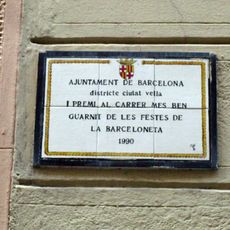 AJUNTAMENT DE BARCELONA
districte ciutat vella
I PREMI, AL CARRER MES BEN
GUARNIT DE LES FESTES DE
LA BARCELONETA
1990